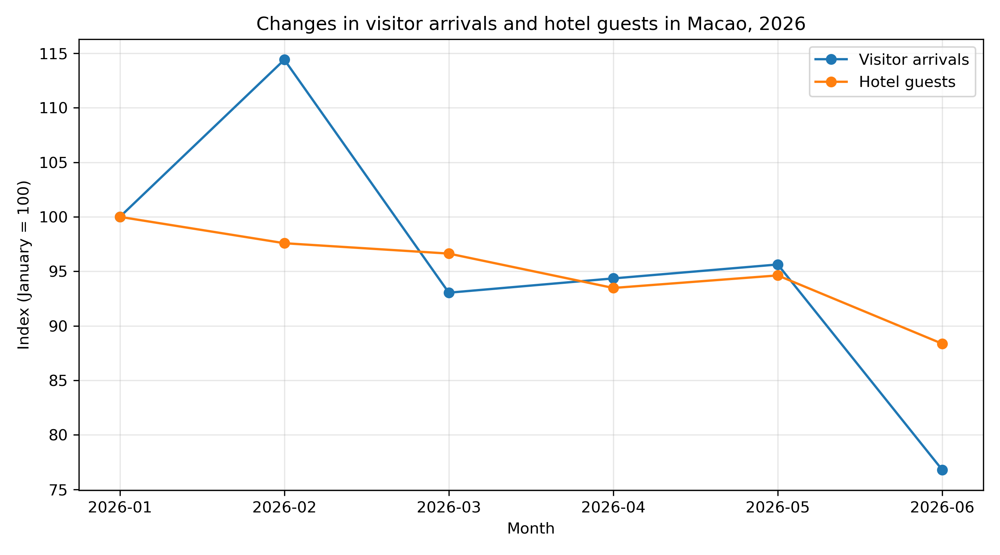 Changes in visitor arrivals and hotel guests in Macao, 2026
115
110
105
100
95
90
85
80
75
Index (January = 100)
Visitor arrivals
Hotel guests
2026-01 2026-02 2026-03 2026-04 2026-05 2026-06
Month